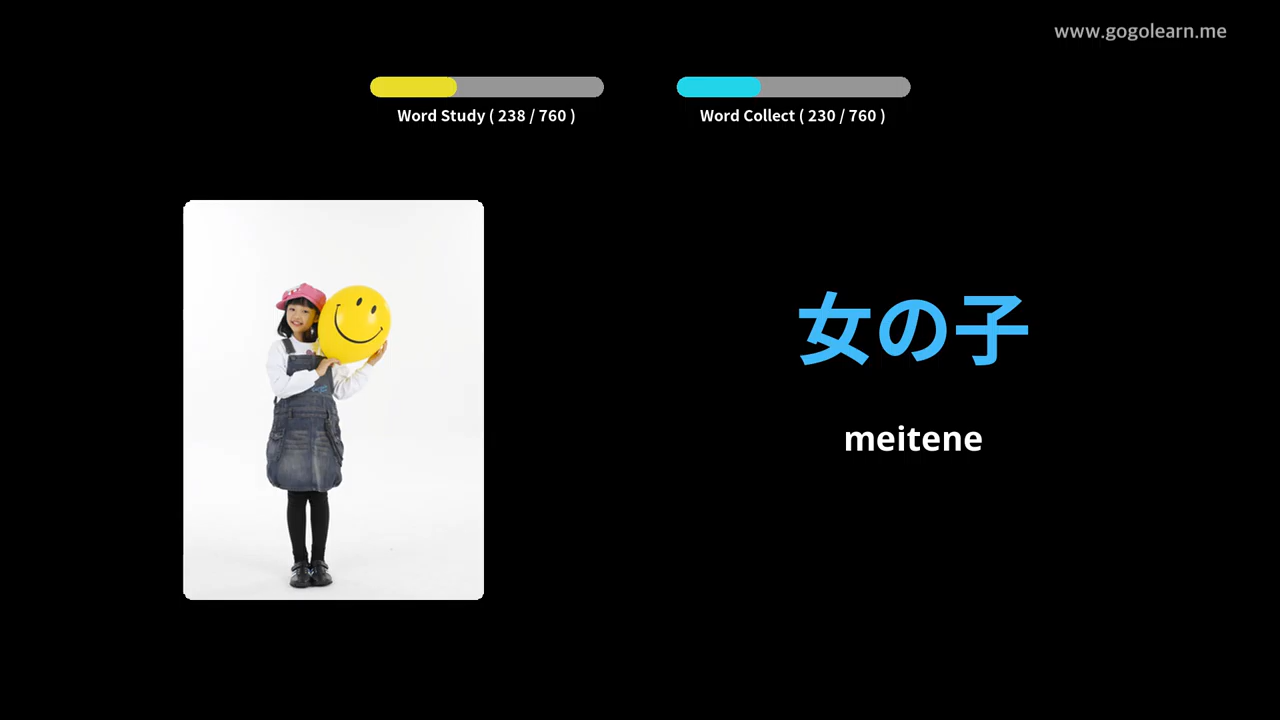 www.gogolearn.me
Word Study ( 238 / 760 )
Word Collect ( 230 / 760 )
女の子
meitene